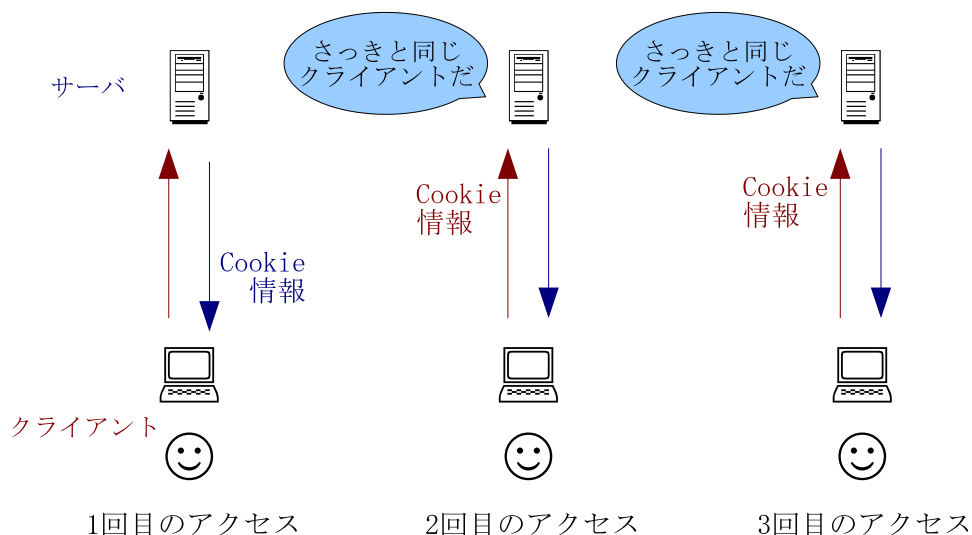 さっきと同じ
クライアントだ
さっきと同じ
クライアントだ
サーバ
Cookie
情報
Cookie
情報
Cookie
情報
クライアント
1回目のアクセス
2回目のアクセス
3回目のアクセス